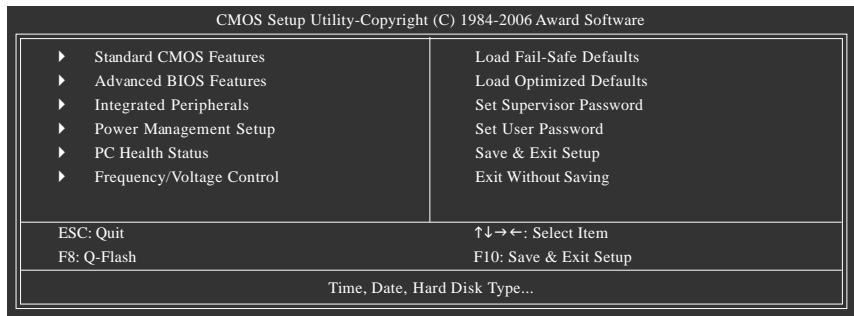 CMOS Setup Utility-Copyright (C) 1984-2006 Award Software
Standard CMOS Features
Advanced BIOS Features
Integrated Peripherals
Power Management Setup
PC Health Status
Frequency/Voltage Control
Load Fail-Safe Defaults
Load Optimized Defaults
Set Supervisor Password
Set User Password
Save & Exit Setup
Exit Without Saving
ESC: Quit
F8: Q-Flash
↑↓→←: Select Item
F10: Save & Exit Setup
Time, Date, Hard Disk Type...